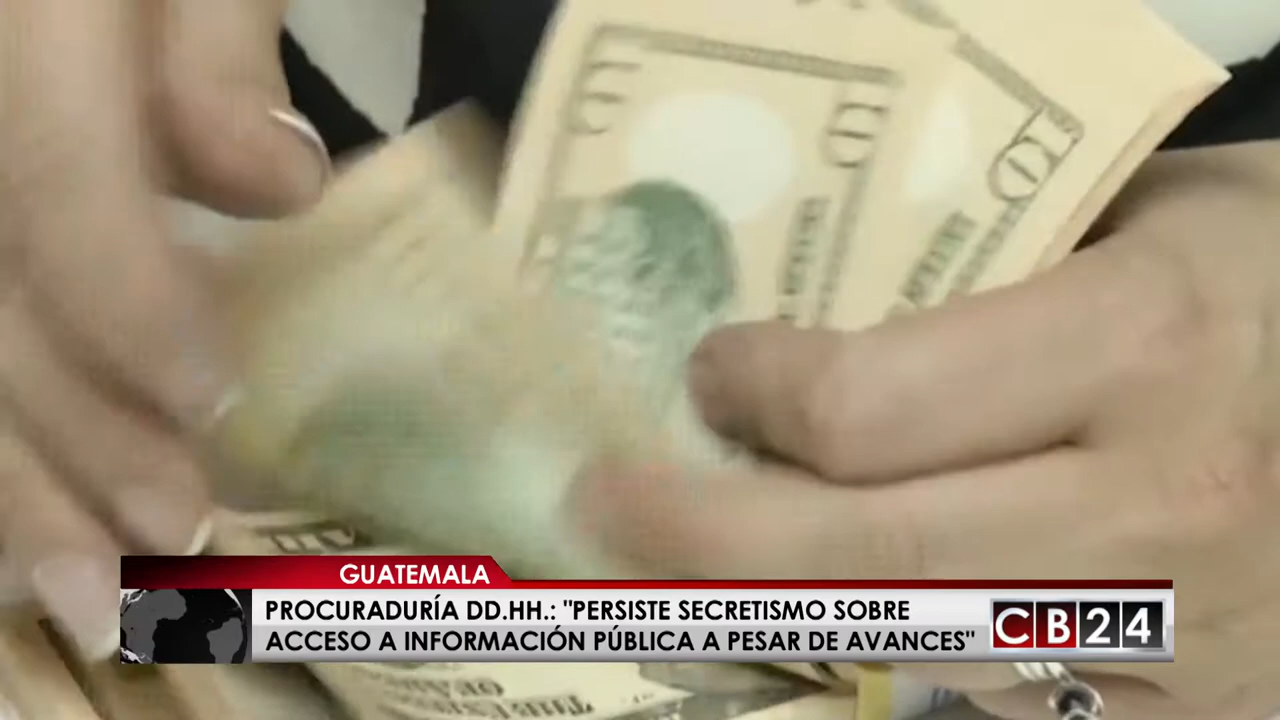 GUATEMALA
PROCURADURÍA DD.HH.: "PERSISTE SECRETISMO SOBRE
ACCESO A INFORMACIÓN PÚBLICA A PESAR DE AVANCES"
CB24